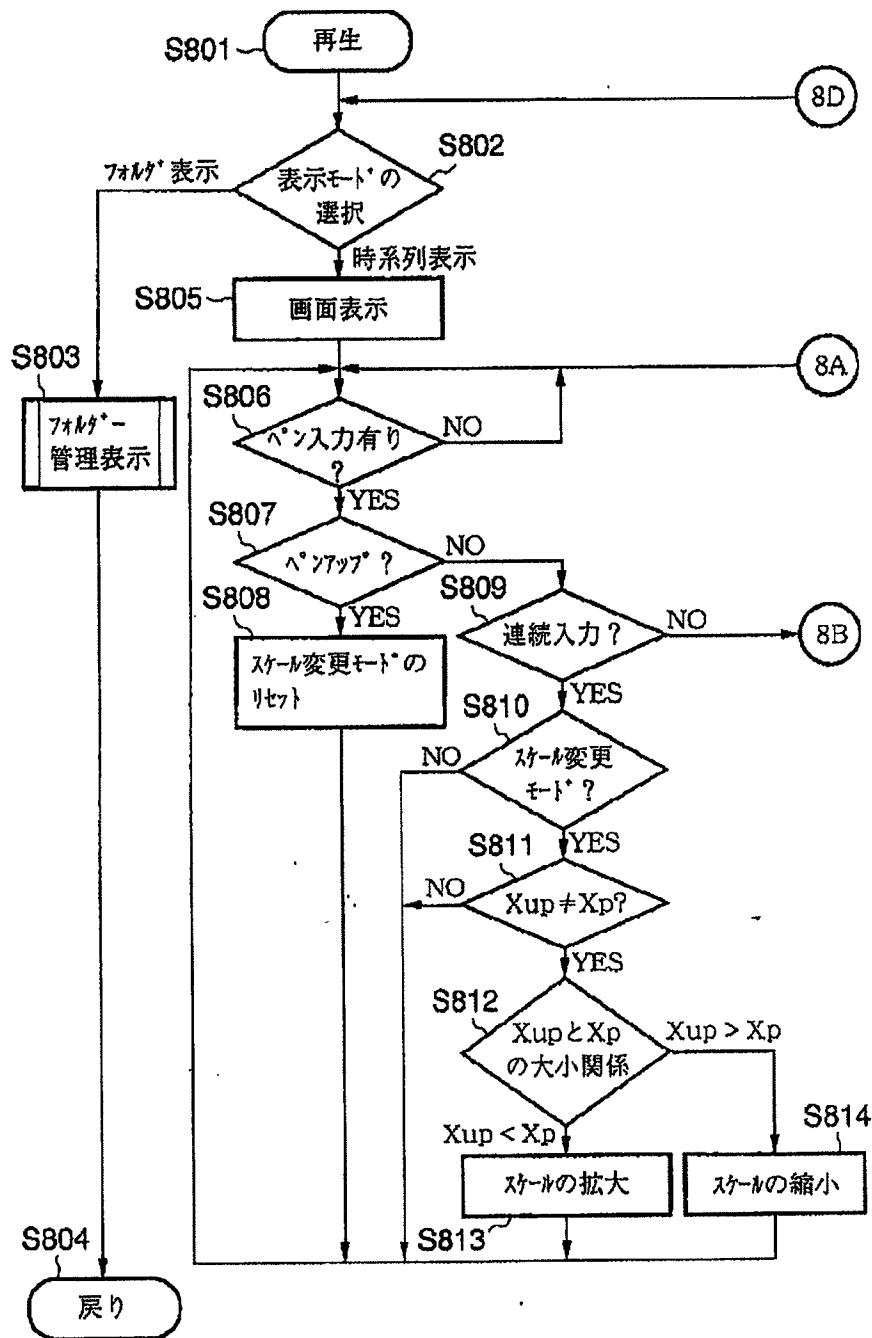 S801
再生
8D
S802
フォルダ表示
表示モードの
選択
時系列表示
S805
画面表示
S803
フォルダー
管理表示
8A
S806
ペン入力有り
?
NO
YES
S807
ペンアップ?
NO
YES
S808
スケール変更モードの
リセット
S809
連続入力?
NO
8B
YES
S810
スケール変更
モード?
NO
YES
S811
Xup≠Xp?
NO
YES
S812
XupとXp
の大小関係
Xup>Xp
Xup<Xp
S814
スケールの拡大
スケールの縮小
S813
S804
戻り